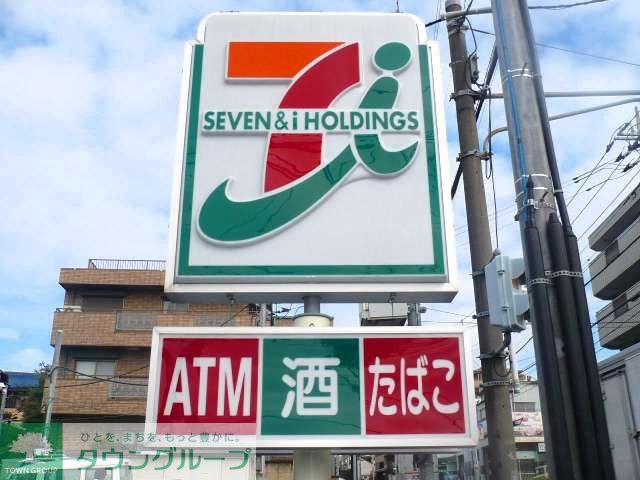 SEVEN & i HOLDINGS
ATM 酒 たばこ
ひとを、まちを、もっと豊かに。
タウングループ
TOWN GROUP